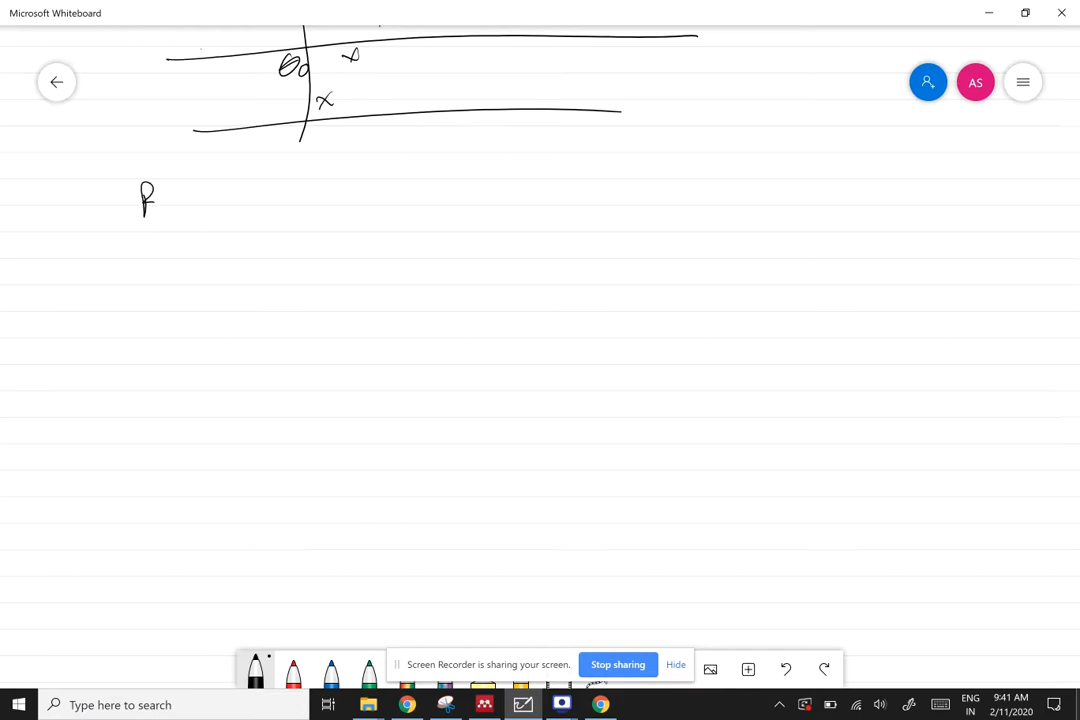 Microsoft Whiteboard
x
x
AS
Screen Recorder is sharing your screen.
Stop sharing
Hide
Type here to search
ENG
IN
9:41 AM
2/11/2020